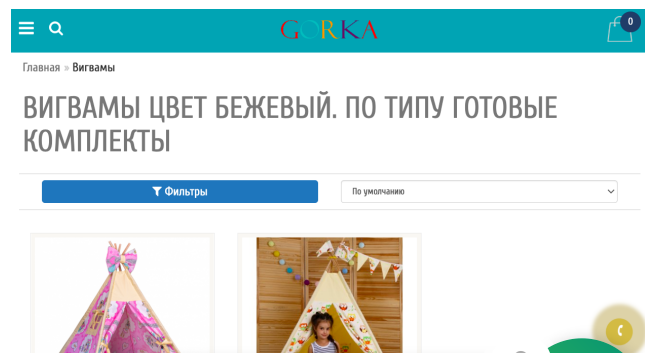 GORKA
0
Главная » Вигвамы
ВИГВАМЫ ЦВЕТ БЕЖЕВЫЙ. ПО ТИПУ ГОТОВЫЕ
КОМПЛЕКТЫ
Фильтры
По умолчанию